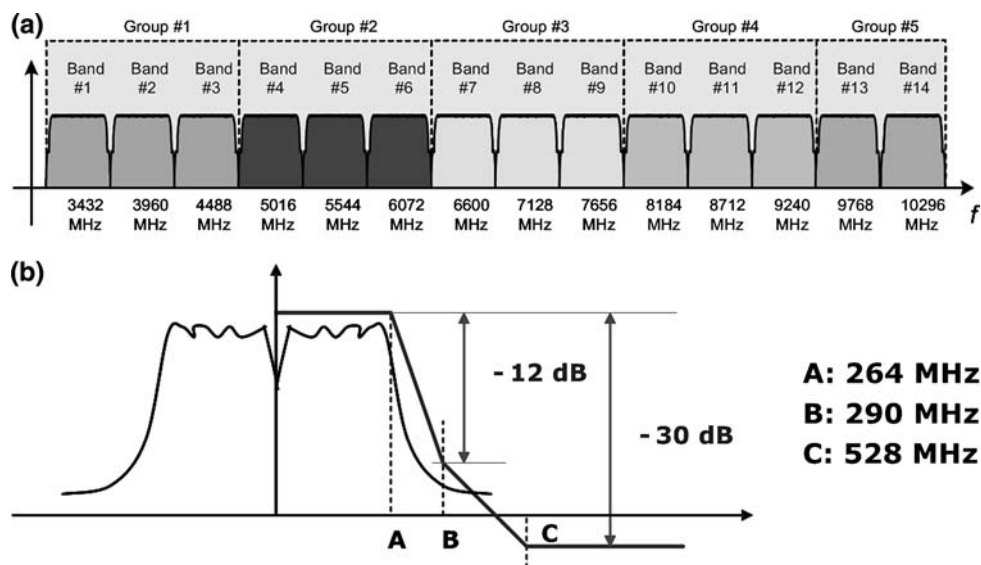 (a)
Group #1 Group #2 Group #3 Group #4 Group #5
Band Band Band Band Band Band Band Band Band Band Band Band Band Band
#1 #2 #3 #4 #5 #6 #7 #8 #9 #10 #11 #12 #13 #14
3432 3960 4488 5016 5544 6072 6600 7128 7656 8184 8712 9240 9768 10296
MHz MHz MHz MHz MHz MHz MHz MHz MHz MHz MHz MHz MHz MHz
f
(b)
- 12 dB
- 30 dB
A: 264 MHz
B: 290 MHz
C: 528 MHz
A B C